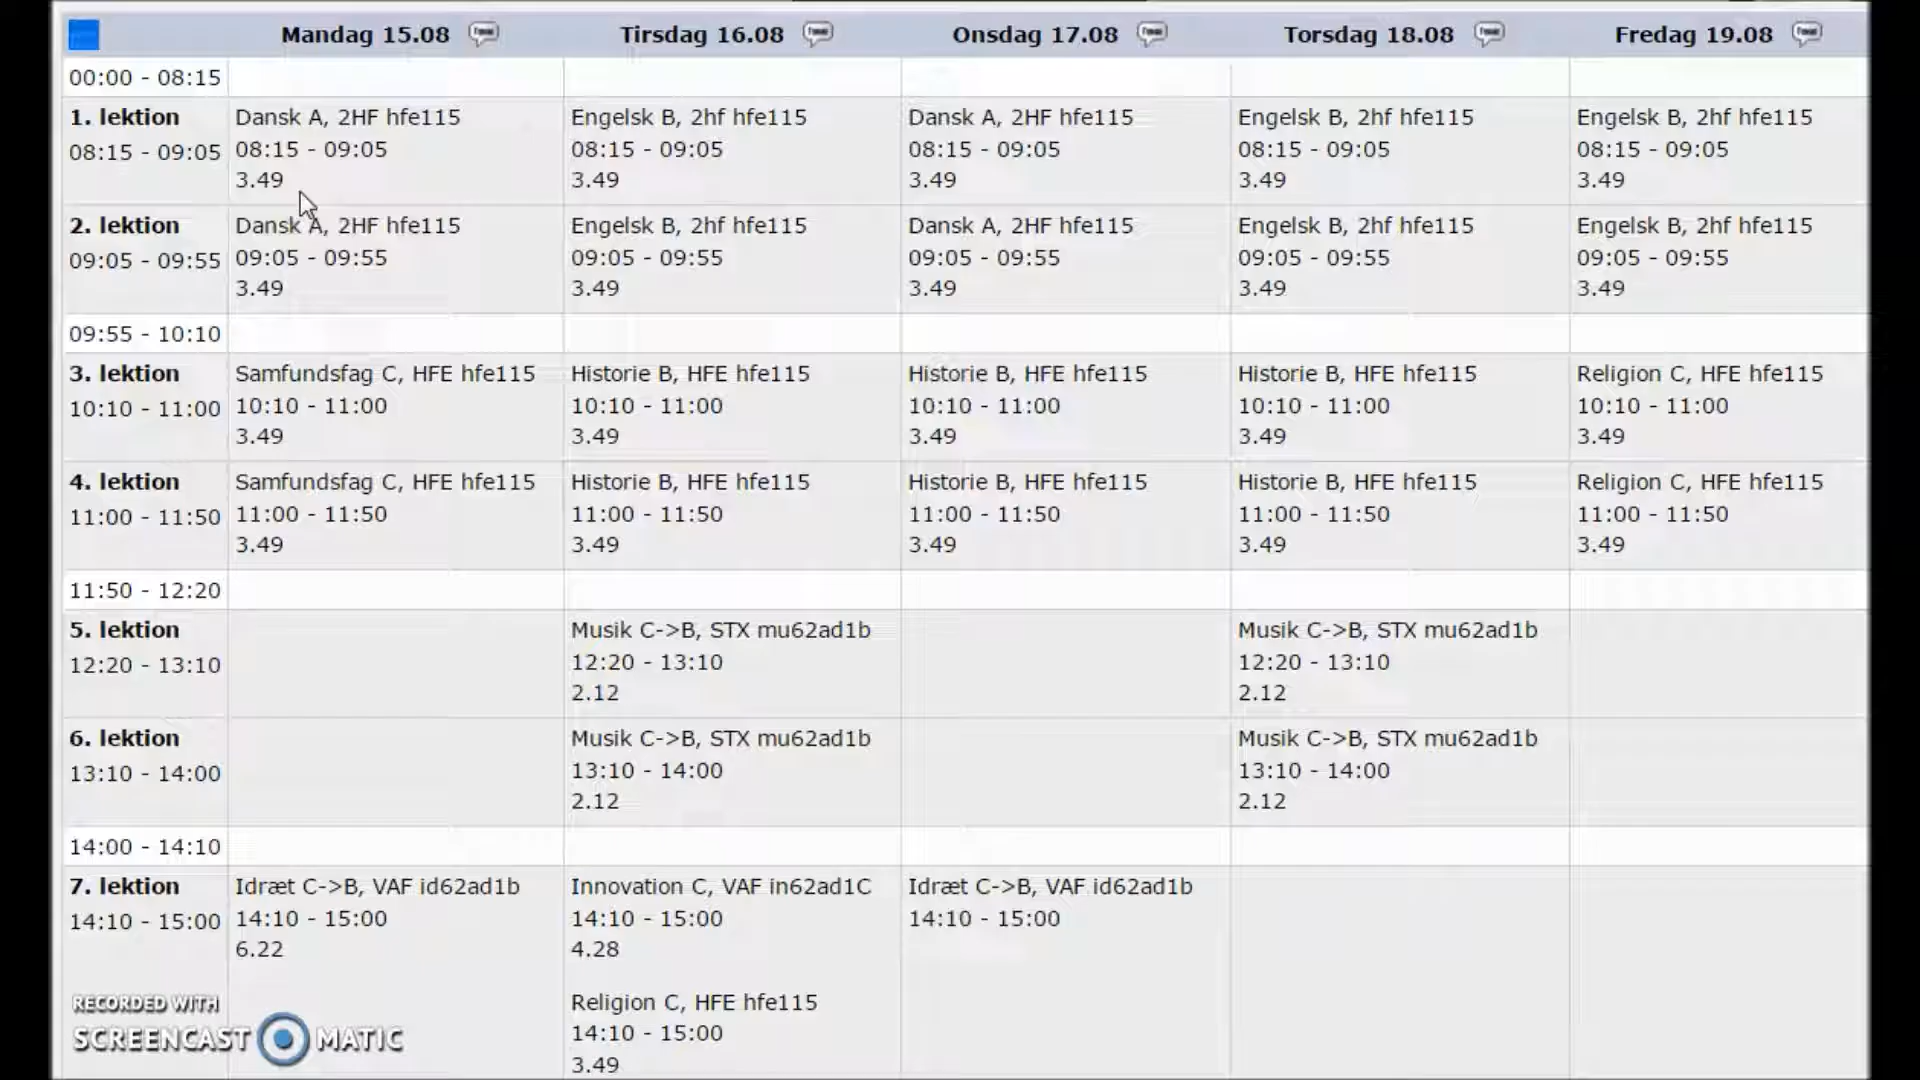 Mandag 15.08 Tirsdag 16.08 Onsdag 17.08 Torsdag 18.08 Fredag 19.08
00:00 - 08:15
1. lektion Dansk A, 2HF hfe115 Engelsk B, 2hf hfe115 Dansk A, 2HF hfe115 Engelsk B, 2hf hfe115 Engelsk B, 2hf hfe115
08:15 - 09:05 08:15 - 09:05 08:15 - 09:05 08:15 - 09:05 08:15 - 09:05 08:15 - 09:05
3.49 3.49 3.49 3.49 3.49
2. lektion Dansk A, 2HF hfe115 Engelsk B, 2hf hfe115 Dansk A, 2HF hfe115 Engelsk B, 2hf hfe115 Engelsk B, 2hf hfe115
09:05 - 09:55 09:05 - 09:55 09:05 - 09:55 09:05 - 09:55 09:05 - 09:55 09:05 - 09:55
3.49 3.49 3.49 3.49 3.49
09:55 - 10:10
3. lektion Samfundsfag C, HFE hfe115 Historie B, HFE hfe115 Historie B, HFE hfe115 Historie B, HFE hfe115 Religion C, HFE hfe115
10:10 - 11:00 10:10 - 11:00 10:10 - 11:00 10:10 - 11:00 10:10 - 11:00 10:10 - 11:00
3.49 3.49 3.49 3.49 3.49
4. lektion Samfundsfag C, HFE hfe115 Historie B, HFE hfe115 Historie B, HFE hfe115 Historie B, HFE hfe115 Religion C, HFE hfe115
11:00 - 11:50 11:00 - 11:50 11:00 - 11:50 11:00 - 11:50 11:00 - 11:50 11:00 - 11:50
3.49 3.49 3.49 3.49 3.49
11:50 - 12:20
5. lektion Musik C->B, STX mu62ad1b Musik C->B, STX mu62ad1b
12:20 - 13:10 12:20 - 13:10 12:20 - 13:10
2.12 2.12
6. lektion Musik C->B, STX mu62ad1b Musik C->B, STX mu62ad1b
13:10 - 14:00 13:10 - 14:00 13:10 - 14:00
2.12 2.12
14:00 - 14:10
7. lektion Idræt C->B, VAF id62ad1b Innovation C, VAF in62ad1C Idræt C->B, VAF id62ad1b
14:10 - 15:00 14:10 - 15:00 14:10 - 15:00 14:10 - 15:00
6.22 4.28
Religion C, HFE hfe115
14:10 - 15:00
3.49
RECORDED WITH
SCREENCAST MATIC